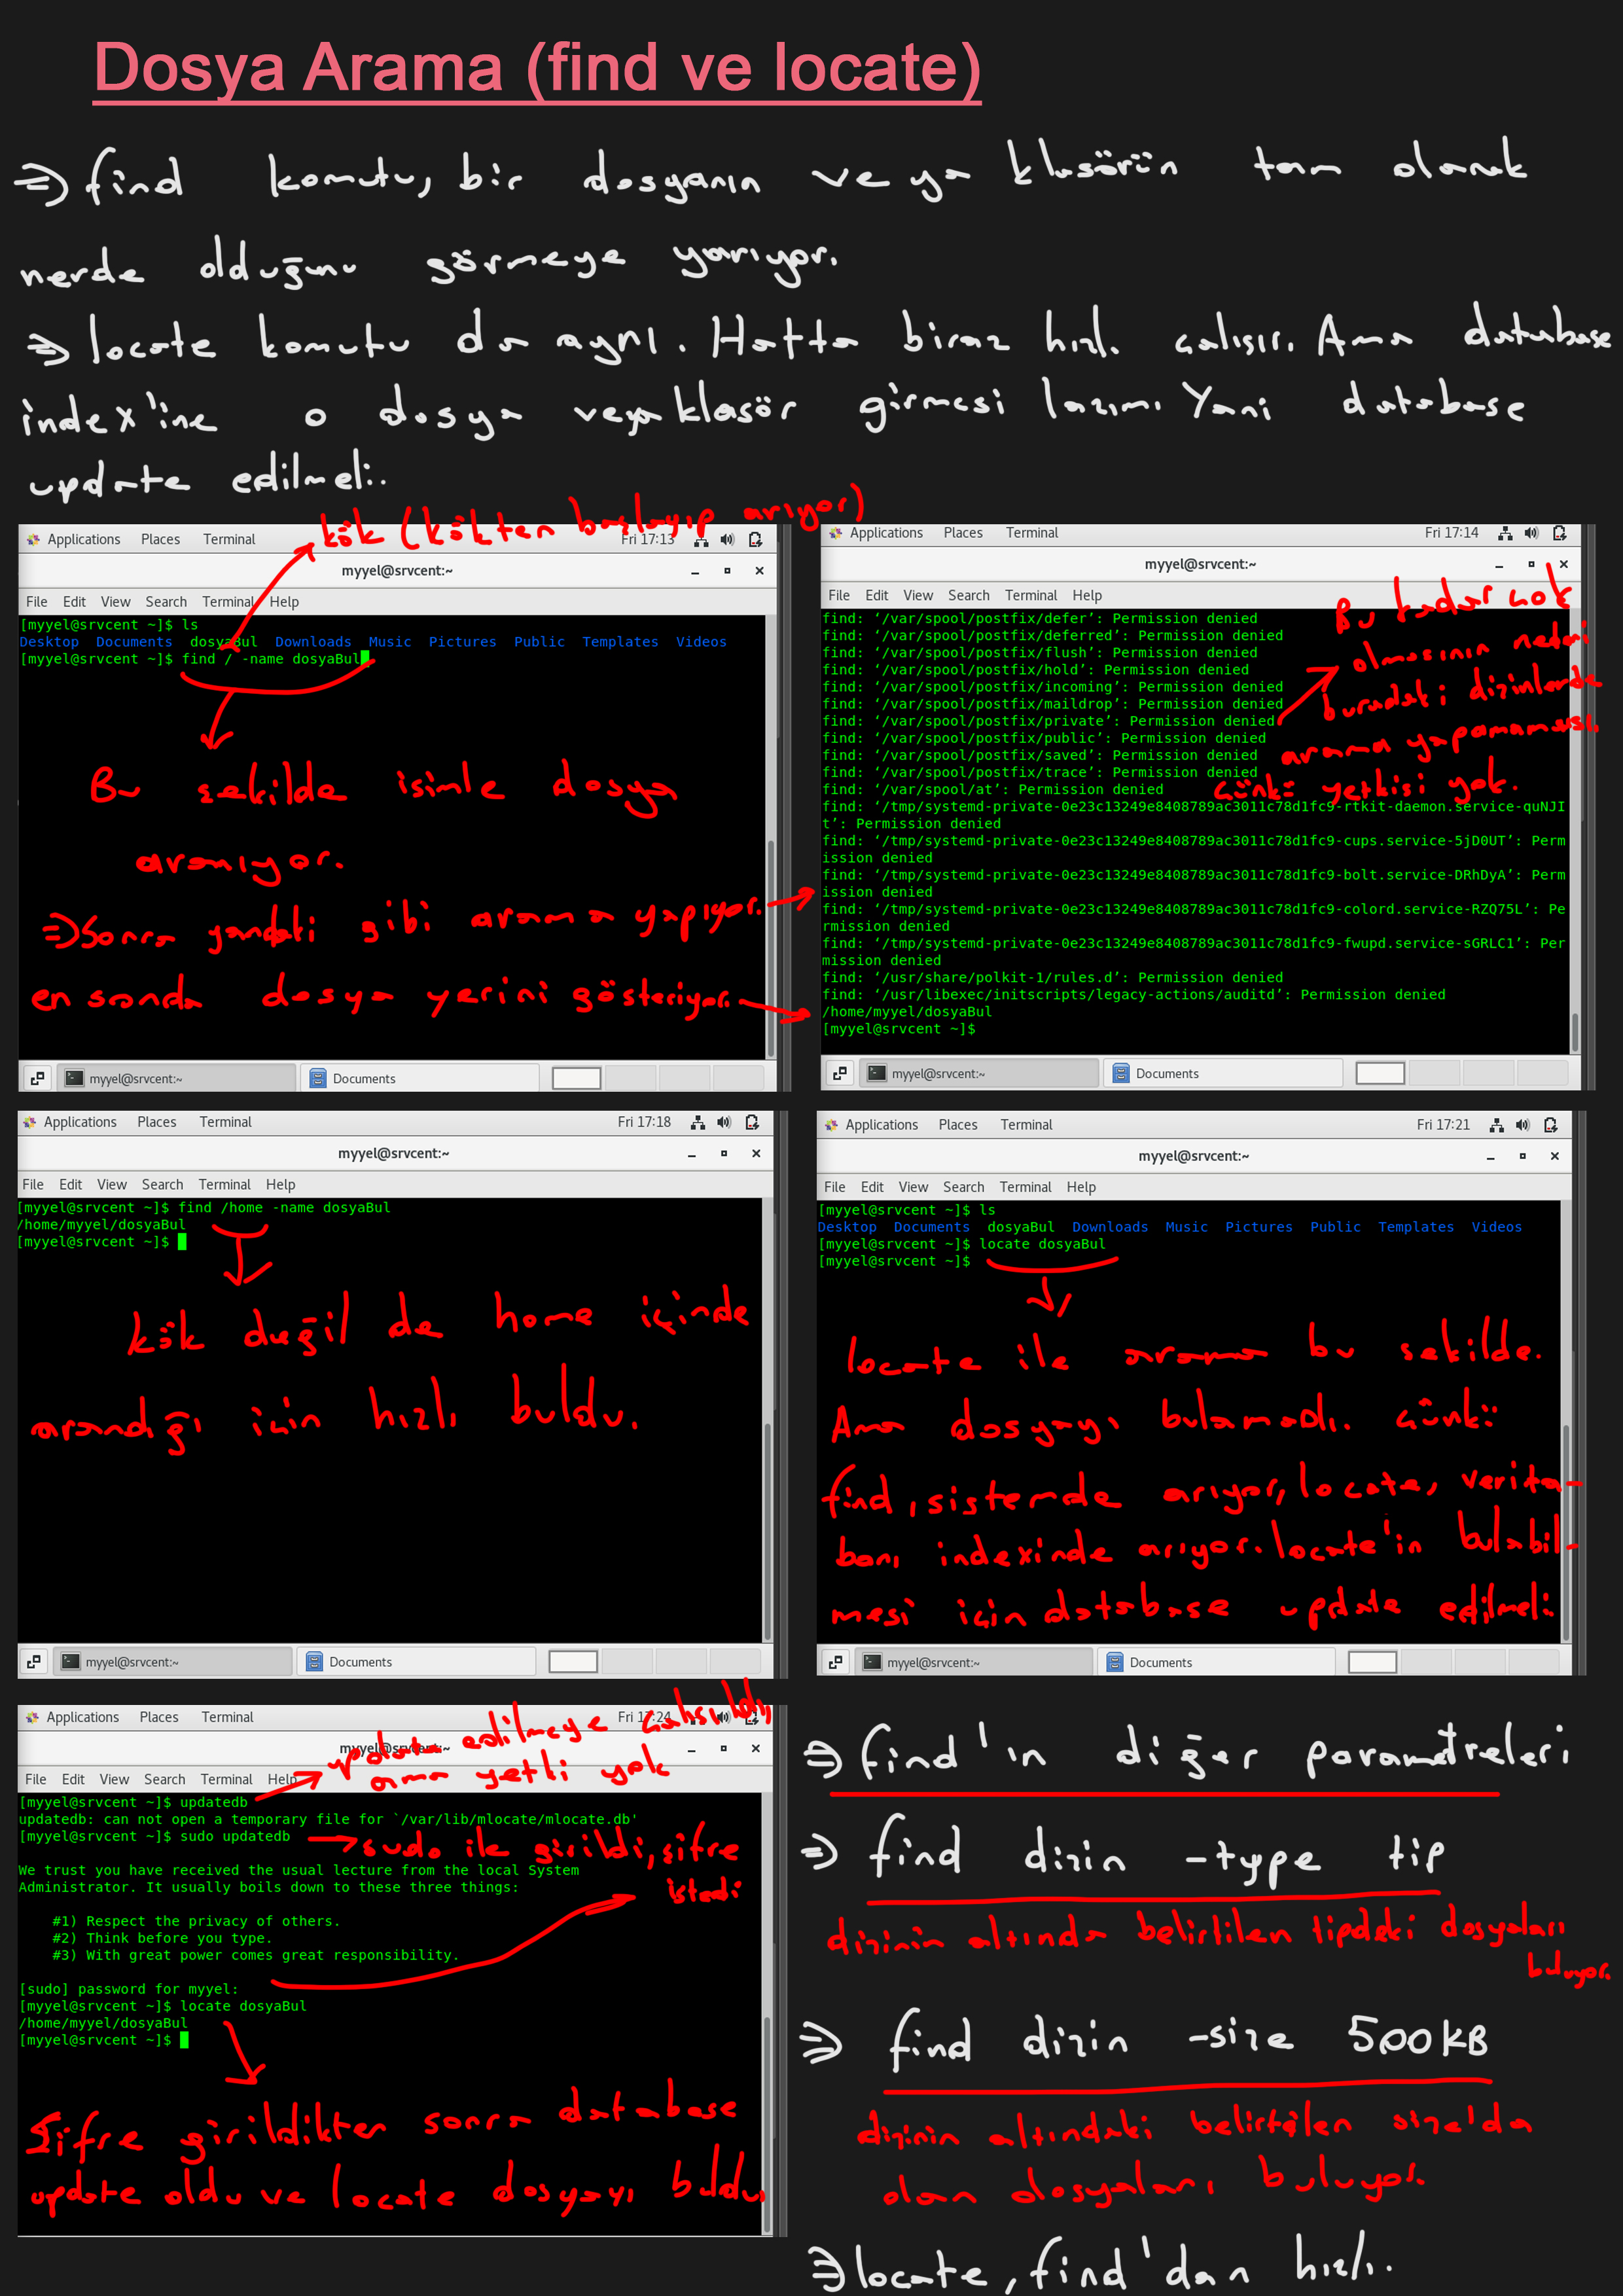 Dosya Arama (find ve locate)
⇒ find komutu, bir dosyanın veya klasörün tam olarak
nerde olduğunu görmeye yarıyor.
⇒ locate komutu da aynı. Hatta biraz hızlı çalışır. Ama database
index'ine o dosya veya klasör girmesi lazım. Yani database
update edilmeli.
kök (kökten başlayıp arıyor)
Applications Places Terminal Fri 17:13
myyel@srvcent:~
File Edit View Search Terminal Help
[myyel@srvcent ~]$ ls
Desktop Documents dosyaBul Downloads Music Pictures Public Templates Videos
[myyel@srvcent ~]$ find / -name dosyaBul
Bu şekilde isimle dosya
aranıyor.
⇒ Sonra yandaki gibi arama yapıyor.
en sonda dosya yerini gösteriyor.
myyel@srvcent:~ Documents
Applications Places Terminal Fri 17:14
myyel@srvcent:~
File Edit View Search Terminal Help
find: ‘/var/spool/postfix/defer’: Permission denied
find: ‘/var/spool/postfix/deferred’: Permission denied
find: ‘/var/spool/postfix/flush’: Permission denied
find: ‘/var/spool/postfix/hold’: Permission denied
find: ‘/var/spool/postfix/incoming’: Permission denied
find: ‘/var/spool/postfix/maildrop’: Permission denied
find: ‘/var/spool/postfix/private’: Permission denied
find: ‘/var/spool/postfix/public’: Permission denied
find: ‘/var/spool/postfix/saved’: Permission denied
find: ‘/var/spool/postfix/trace’: Permission denied
find: ‘/var/spool/at’: Permission denied
find: ‘/tmp/systemd-private-0e23c13249e8408789ac3011c78d1fc9-rtkit-daemon.service-quNJI
t’: Permission denied
find: ‘/tmp/systemd-private-0e23c13249e8408789ac3011c78d1fc9-cups.service-5jD0UT’: Perm
ission denied
find: ‘/tmp/systemd-private-0e23c13249e8408789ac3011c78d1fc9-bolt.service-DRhDyA’: Perm
ission denied
find: ‘/tmp/systemd-private-0e23c13249e8408789ac3011c78d1fc9-colord.service-RZQ75L’: Pe
rmission denied
find: ‘/tmp/systemd-private-0e23c13249e8408789ac3011c78d1fc9-fwupd.service-sGRLC1’: Per
mission denied
find: ‘/usr/share/polkit-1/rules.d’: Permission denied
find: ‘/usr/libexec/initscripts/legacy-actions/auditd’: Permission denied
/home/myyel/dosyaBul
[myyel@srvcent ~]$
Bu kadar çok
olmasının nedeni
buradaki dizinlerde
arama yapamaması.
çünkü yetkisi yok.
myyel@srvcent:~ Documents
Applications Places Terminal Fri 17:18
myyel@srvcent:~
File Edit View Search Terminal Help
[myyel@srvcent ~]$ find /home -name dosyaBul
/home/myyel/dosyaBul
[myyel@srvcent ~]$
kök değil de home içinde
arandığı için hızlı buldu.
myyel@srvcent:~ Documents
Applications Places Terminal Fri 17:21
myyel@srvcent:~
File Edit View Search Terminal Help
[myyel@srvcent ~]$ ls
Desktop Documents dosyaBul Downloads Music Pictures Public Templates Videos
[myyel@srvcent ~]$ locate dosyaBul
[myyel@srvcent ~]$
locate ile arama bu şekilde.
Ama dosyayı bulamadı. Çünkü
find, sistemde arıyor, locate, verita-
banı indexinde arıyor. locate'in bulabil-
mesi için database update edilmeli
myyel@srvcent:~ Documents
Applications Places Terminal Fri 17:24
myyel@srvcent:~
File Edit View Search Terminal Help
update edilmeye çalışıldı,
ama yetki yok
[myyel@srvcent ~]$ updatedb
updatedb: can not open a temporary file for `/var/lib/mlocate/mlocate.db'
[myyel@srvcent ~]$ sudo updatedb
sudo ile girildi, şifre
istedi
We trust you have received the usual lecture from the local System
Administrator. It usually boils down to these three things:
#1) Respect the privacy of others.
#2) Think before you type.
#3) With great power comes great responsibility.
[sudo] password for myyel:
[myyel@srvcent ~]$ locate dosyaBul
/home/myyel/dosyaBul
[myyel@srvcent ~]$
Şifre girildikten sonra database
update oldu ve locate dosyayı buldu.
⇒ find'ın diğer parametreleri
⇒ find dizin -type tip
dizinin altında belirtilen tipdeki dosyaları
buluyor.
⇒ find dizin -size 500kB
dizinin altındaki belirtilen size'da
olan dosyaları buluyor.
⇒ locate, find'dan hızlı.